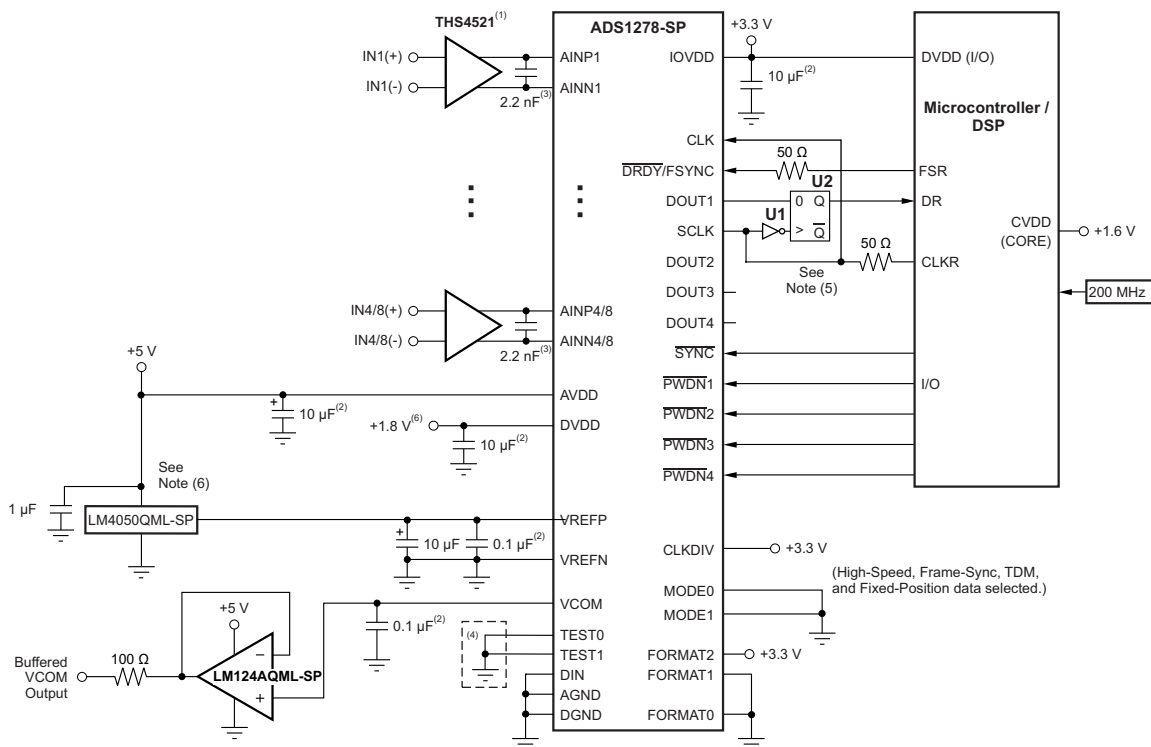 THS4521(1)
ADS1278-SP
+3.3 V
IN1(+)
AINP1
IOVDD
DVDD (I/O)
10 µF(2)
IN1(-)
AINN1
2.2 nF(3)
Microcontroller /
DSP
CLK
50 Ω
DRDY/FSYNC
FSR
U2
DOUT1
0 Q
DR
U1
SCLK
> Q
CVDD
(CORE)
+1.6 V
50 Ω
DOUT2
See
Note (5)
CLKR
DOUT3
200 MHz
IN4/8(+)
AINP4/8
DOUT4
IN4/8(-)
AINN4/8
2.2 nF(3)
SYNC
+5 V
PWDN1
I/O
AVDD
10 µF(2)
+
PWDN2
+1.8 V(6)
DVDD
10 µF(2)
PWDN3
See
Note (6)
PWDN4
1 µF
LM4050QML-SP
VREFP
+
10 µF
0.1 µF(2)
VREFN
CLKDIV
+3.3 V
(High-Speed, Frame-Sync, TDM,
and Fixed-Position data selected.)
MODE0
VCOM
MODE1
+5 V
0.1 µF(2)
(4)
TEST0
TEST1
FORMAT2
+3.3 V
100 Ω
Buffered
VCOM
Output
−
LM124AQML-SP
+
DIN
FORMAT1
AGND
DGND
FORMAT0